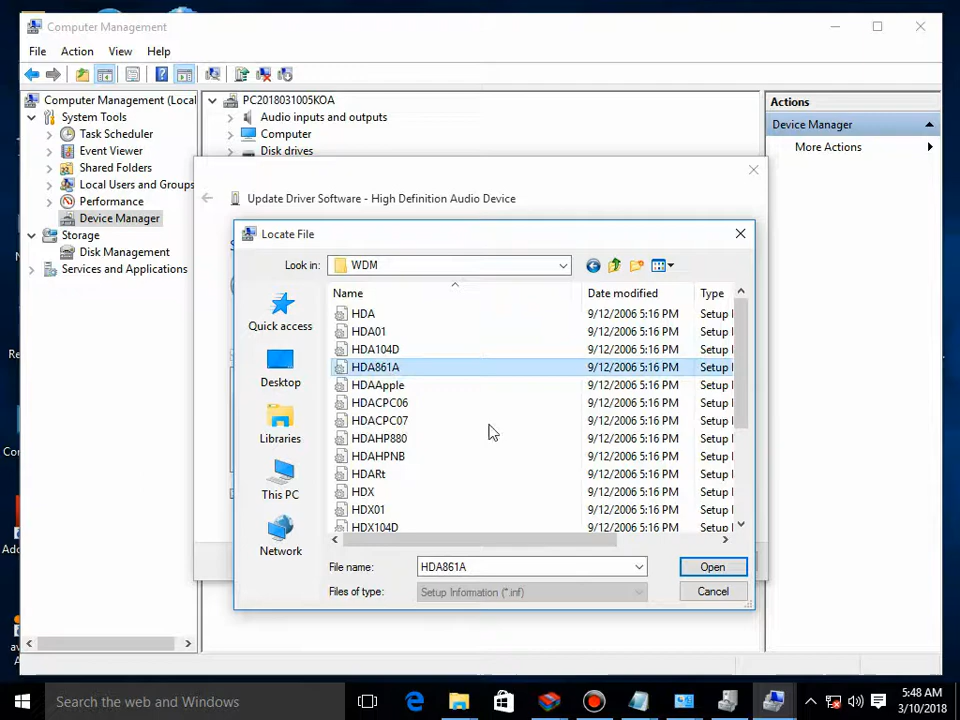 Computer Management
File Action View Help
Computer Management (Local
System Tools
Task Scheduler
Event Viewer
Shared Folders
Local Users and Groups
Performance
Device Manager
Storage
Disk Management
Services and Applications
PC2018031005KOA
Audio inputs and outputs
Computer
Disk drives
Actions
Device Manager
More Actions
Update Driver Software - High Definition Audio Device
Locate File
Look in: WDM
Quick access
Desktop
Libraries
This PC
Network
Name Date modified Type
HDA 9/12/2006 5:16 PM Setup I
HDA01 9/12/2006 5:16 PM Setup I
HDA104D 9/12/2006 5:16 PM Setup I
HDA861A 9/12/2006 5:16 PM Setup I
HDAApple 9/12/2006 5:16 PM Setup I
HDACPC06 9/12/2006 5:16 PM Setup I
HDACPC07 9/12/2006 5:16 PM Setup I
HDAHP880 9/12/2006 5:16 PM Setup I
HDAHPNB 9/12/2006 5:16 PM Setup I
HDARt 9/12/2006 5:16 PM Setup I
HDX 9/12/2006 5:16 PM Setup I
HDX01 9/12/2006 5:16 PM Setup I
HDX104D 9/12/2006 5:16 PM Setup I
File name: HDA861A Open
Files of type: Setup Information (*.inf) Cancel
Search the web and Windows
5:48 AM
3/10/2018